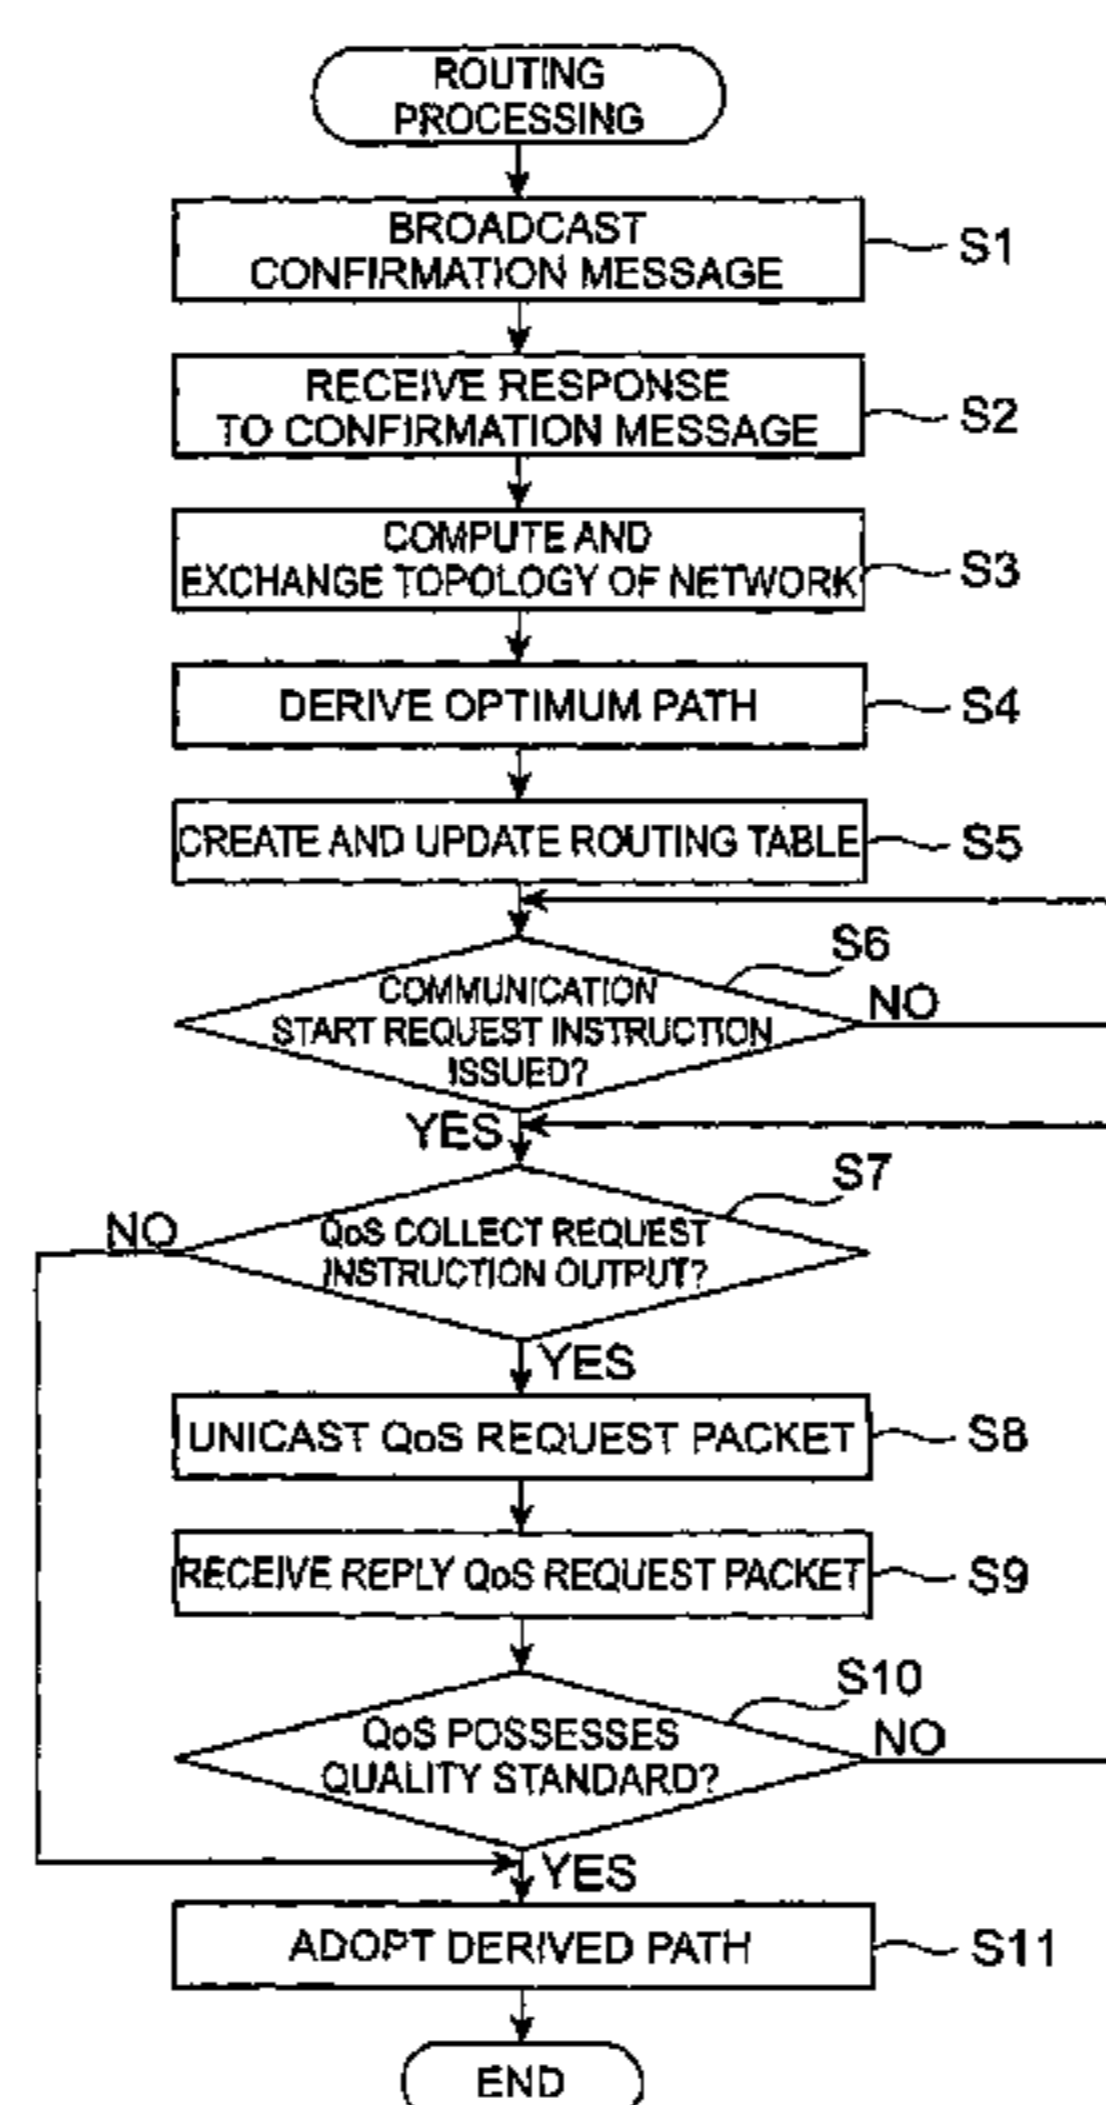 ROUTING
PROCESSING
BROADCAST
CONFIRMATION MESSAGE
S1
RECEIVE RESPONSE
TO CONFIRMATION MESSAGE
S2
COMPUTE AND
EXCHANGE TOPOLOGY OF NETWORK
S3
DERIVE OPTIMUM PATH
S4
CREATE AND UPDATE ROUTING TABLE
S5
S6
COMMUNICATION
START REQUEST INSTRUCTION
ISSUED?
NO
YES
S7
NO
QoS COLLECT REQUEST
INSTRUCTION OUTPUT?
YES
UNICAST QoS REQUEST PACKET
S8
RECEIVE REPLY QoS REQUEST PACKET
S9
S10
QoS POSSESSES
QUALITY STANDARD?
NO
YES
ADOPT DERIVED PATH
S11
END